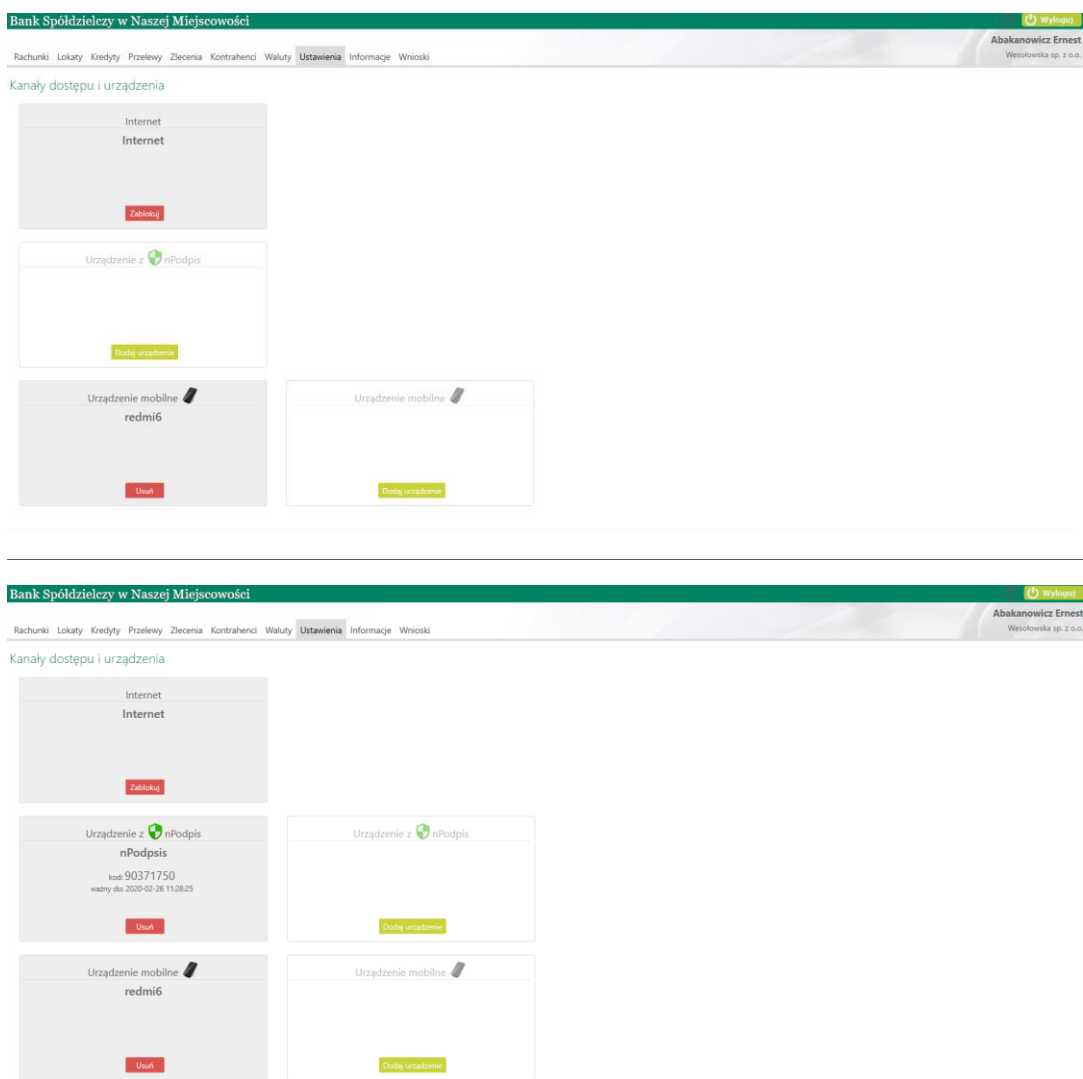 Bank Spółdzielczy w Naszej Miejscowości
Wyloguj
Abakanowicz Ernest
Rachunki Lokaty Kredyty Przelewy Zlecenia Kontrahenci Waluty Ustawienia Informacje Wnioski
Wesołowska sp. z o.o.
Kanały dostępu i urządzenia
Internet
Internet
Zablokuj
Urządzenie z nPodpis
Dodaj urządzenie
Urządzenie mobilne
redmi6
Usuń
Urządzenie mobilne
Dodaj urządzenie
Bank Spółdzielczy w Naszej Miejscowości
Wyloguj
Abakanowicz Ernest
Rachunki Lokaty Kredyty Przelewy Zlecenia Kontrahenci Waluty Ustawienia Informacje Wnioski
Wesołowska sp. z o.o.
Kanały dostępu i urządzenia
Internet
Internet
Zablokuj
Urządzenie z nPodpis
nPodpsis
kod: 90371750
ważny do: 2020-02-26 11:28:25
Usuń
Urządzenie z nPodpis
Dodaj urządzenie
Urządzenie mobilne
redmi6
Usuń
Urządzenie mobilne
Dodaj urządzenie